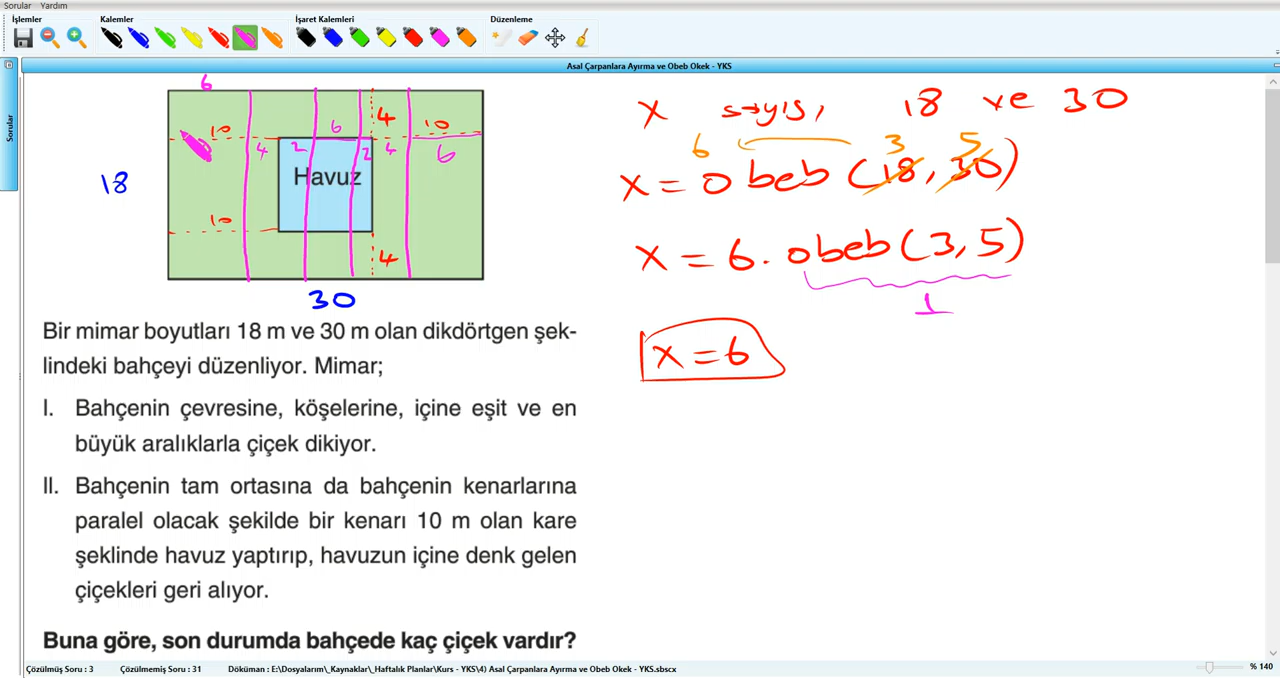 Sorular Yardım
İşlemler Kalemler İşaret Kalemleri Düzenleme
Asal Çarpanlara Ayırma ve Obeb Okek - YKS
Sorular
6
10 6 4 10
4 2 2 4 6
Havuz
18
10
4
30
x sayısı, 18 ve 30
6 3 5
x = obeb (18, 30)
x = 6. obeb (3, 5)
1
x = 6
Bir mimar boyutları 18 m ve 30 m olan dikdörtgen şek-
lindeki bahçeyi düzenliyor. Mimar;
I. Bahçenin çevresine, köşelerine, içine eşit ve en
büyük aralıklarla çiçek dikiyor.
II. Bahçenin tam ortasına da bahçenin kenarlarına
paralel olacak şekilde bir kenarı 10 m olan kare
şeklinde havuz yaptırıp, havuzun içine denk gelen
çiçekleri geri alıyor.
Buna göre, son durumda bahçede kaç çiçek vardır?
Çözülmüş Soru : 3 Çözülmemiş Soru : 31 Döküman : E:\Dosyalarım\_Kaynaklar\_Haftalık Planlar\Kurs - YKS\4) Asal Çarpanlara Ayırma ve Obeb Okek - YKS.sbscx % 140